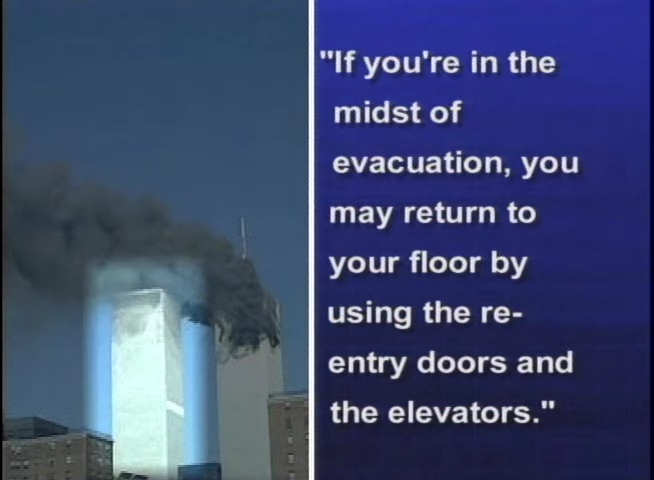 "If you're in the
midst of
evacuation, you
may return to
your floor by
using the re-
entry doors and
the elevators."